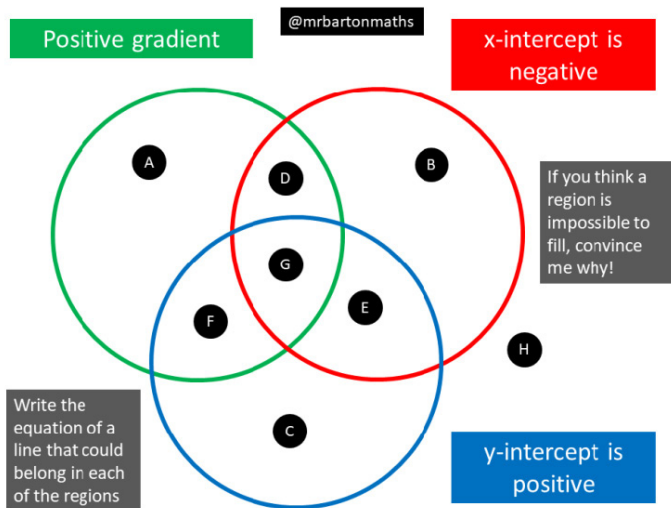 @mrbartonmaths
Positive gradient
x-intercept is
negative
A
D
B
If you think a
region is
impossible to
fill, convince
me why!
G
F
E
H
Write the
equation of a
line that could
belong in each
of the regions
C
y-intercept is
positive